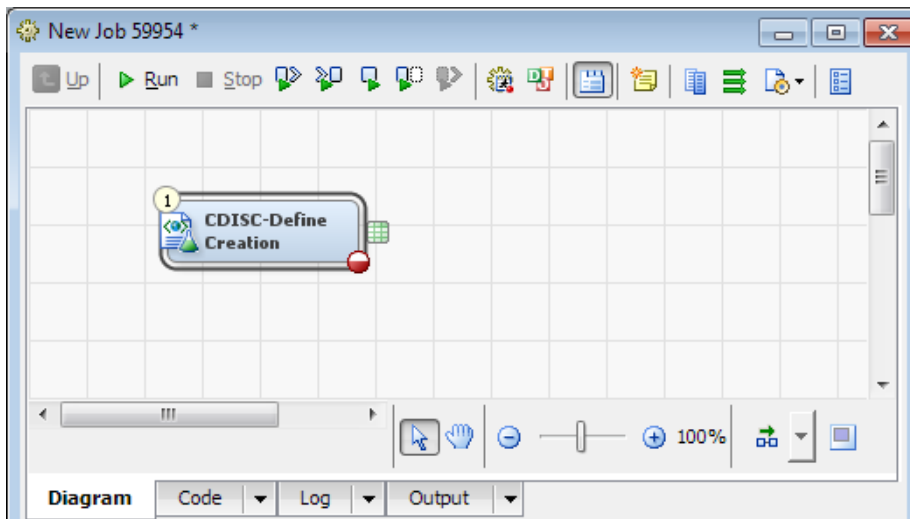 New Job 59954 *
Up Run Stop
1
CDISC-Define
Creation
100%
Diagram Code Log Output